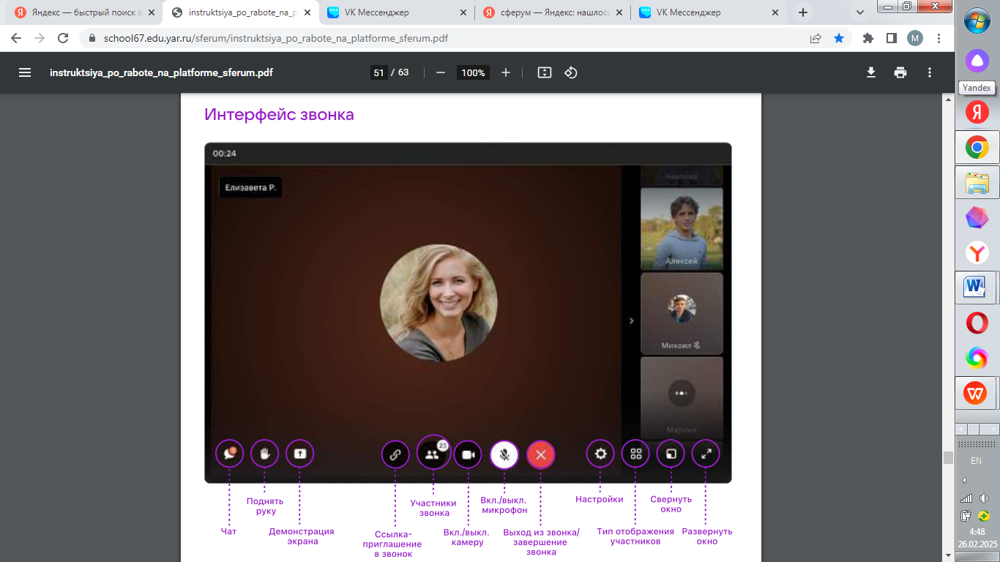 Яндекс — быстрый поиск в
instruktsiya_po_rabote_na_p
VK Мессенджер
сферум — Яндекс: нашлось
VK Мессенджер
school67.edu.yar.ru/sferum/instruktsiya_po_rabote_na_platforme_sferum.pdf
M
instruktsiya_po_rabote_na_platforme_sferum.pdf
51 / 63
100%
Yandex
Интерфейс звонка
00:24
Елизавета Р.
Николай
Алексей
Михаил
23
Чат
Поднять
руку
Демонстрация
экрана
Ссылка-
приглашение
в звонок
Участники
звонка
Вкл./выкл.
камеру
Вкл./выкл.
микрофон
Выход из звонка/
завершение
звонка
Настройки
Тип отображения
участников
Свернуть
окно
Развернуть
окно
EN
4:48
26.02.2025